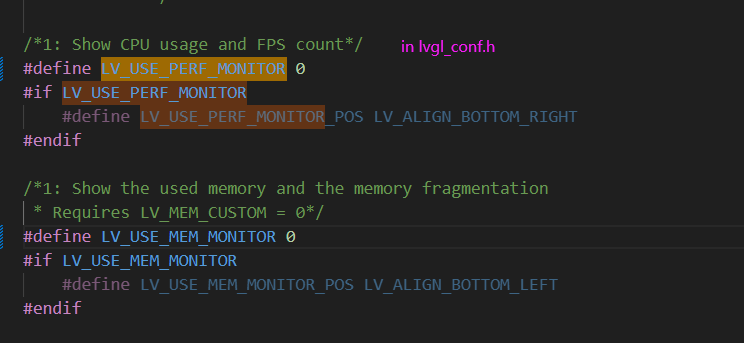 */
/*1: Show CPU usage and FPS count*/ in lvgl_conf.h
#define LV_USE_PERF_MONITOR 0
#if LV_USE_PERF_MONITOR
#define LV_USE_PERF_MONITOR_POS LV_ALIGN_BOTTOM_RIGHT
#endif
/*1: Show the used memory and the memory fragmentation
* Requires LV_MEM_CUSTOM = 0*/
#define LV_USE_MEM_MONITOR 0
#if LV_USE_MEM_MONITOR
#define LV_USE_MEM_MONITOR_POS LV_ALIGN_BOTTOM_LEFT
#endif